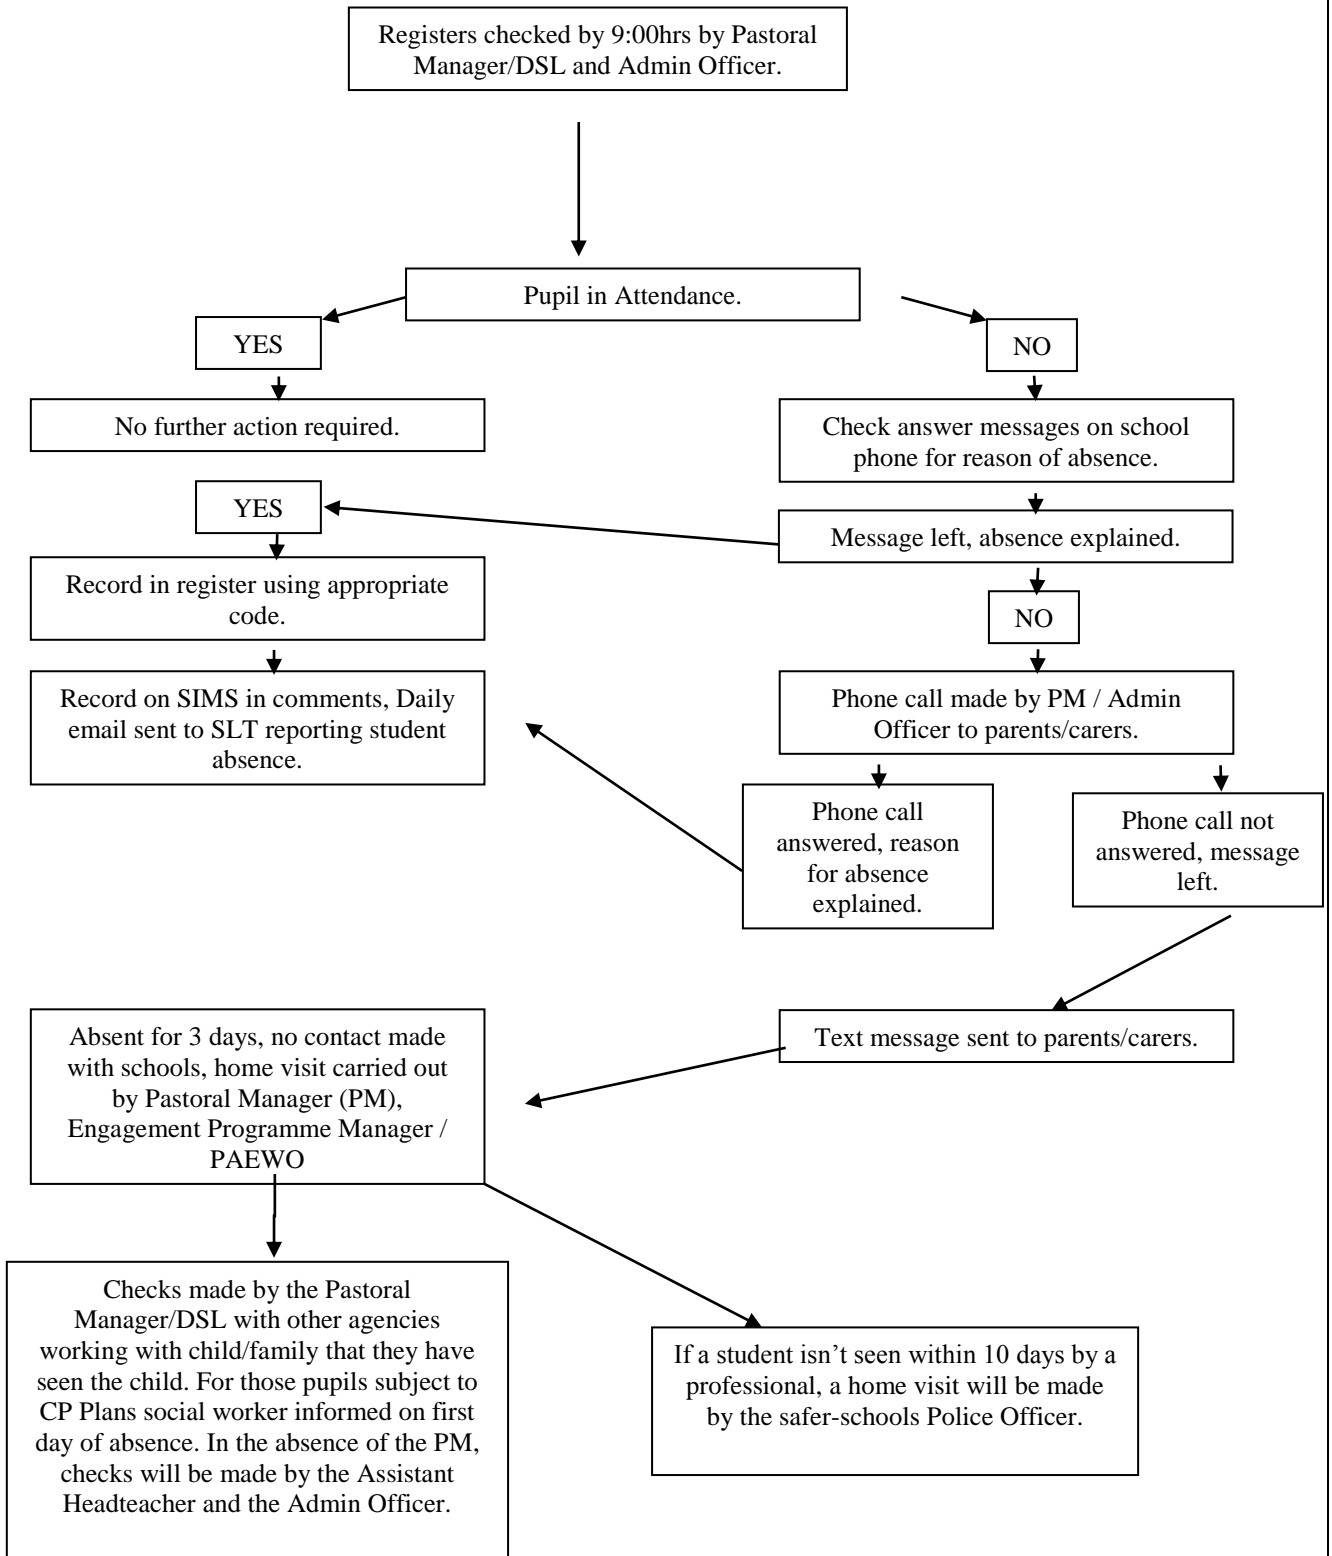 Registers checked by 9:00hrs by Pastoral
Manager/DSL and Admin Officer.
Pupil in Attendance.
YES
NO
No further action required.
Check answer messages on school
phone for reason of absence.
YES
Message left, absence explained.
Record in register using appropriate
code.
NO
Record on SIMS in comments, Daily
email sent to SLT reporting student
absence.
Phone call made by PM / Admin
Officer to parents/carers.
Phone call
answered, reason
for absence
explained.
Phone call not
answered, message
left.
Absent for 3 days, no contact made
with schools, home visit carried out
by Pastoral Manager (PM),
Engagement Programme Manager /
PAEWO
Text message sent to parents/carers.
Checks made by the Pastoral
Manager/DSL with other agencies
working with child/family that they have
seen the child. For those pupils subject to
CP Plans social worker informed on first
day of absence. In the absence of the PM,
checks will be made by the Assistant
Headteacher and the Admin Officer.
If a student isn’t seen within 10 days by a
professional, a home visit will be made
by the safer-schools Police Officer.